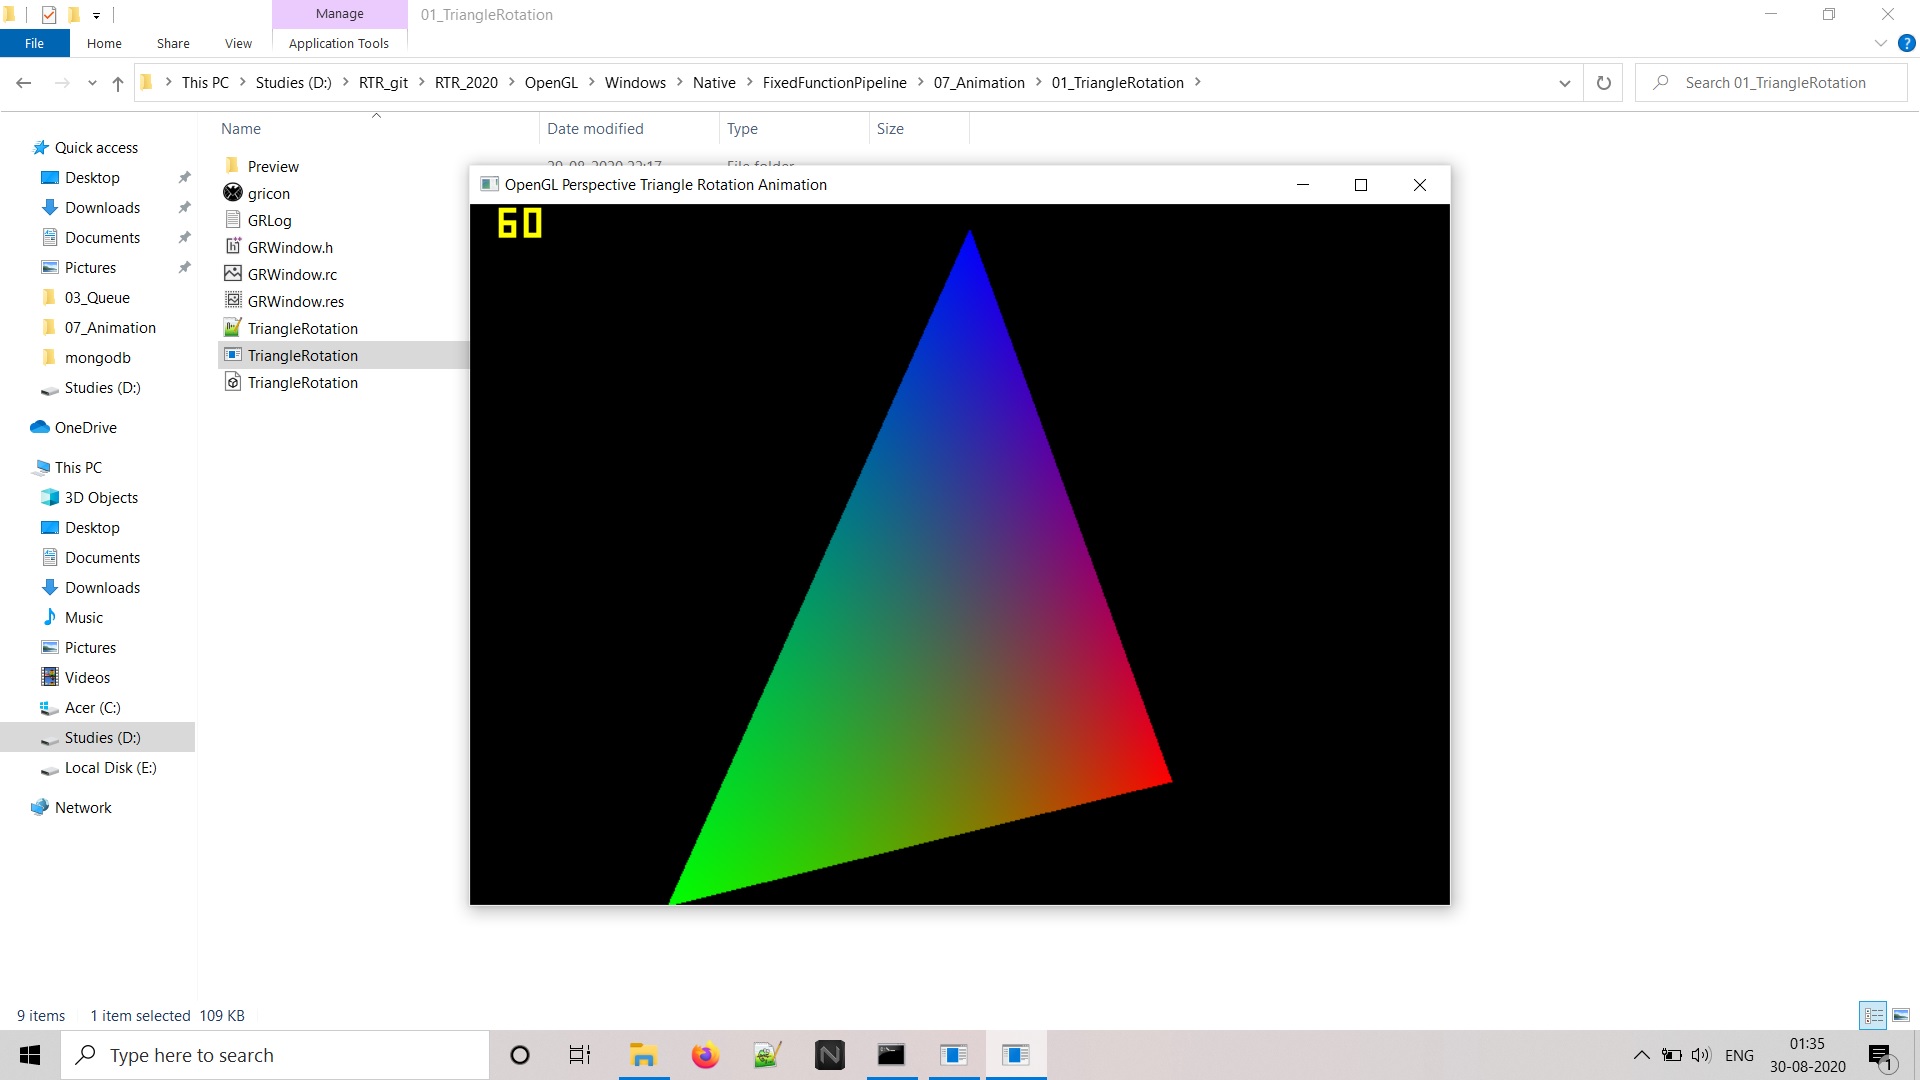 Manage
01_TriangleRotation
File
Home
Share
View
Application Tools
This PC
Studies (D:)
RTR_git
RTR_2020
OpenGL
Windows
Native
FixedFunctionPipeline
07_Animation
01_TriangleRotation
Search 01_TriangleRotation
Name
Date modified
Type
Size
Quick access
Desktop
Downloads
Documents
Pictures
03_Queue
07_Animation
mongodb
Studies (D:)
OneDrive
This PC
3D Objects
Desktop
Documents
Downloads
Music
Pictures
Videos
Acer (C:)
Studies (D:)
Local Disk (E:)
Network
Preview
gricon
GRLog
GRWindow.h
GRWindow.rc
GRWindow.res
TriangleRotation
TriangleRotation
TriangleRotation
OpenGL Perspective Triangle Rotation Animation
60
9 items
1 item selected 109 KB
Type here to search
ENG
01:35
30-08-2020
1